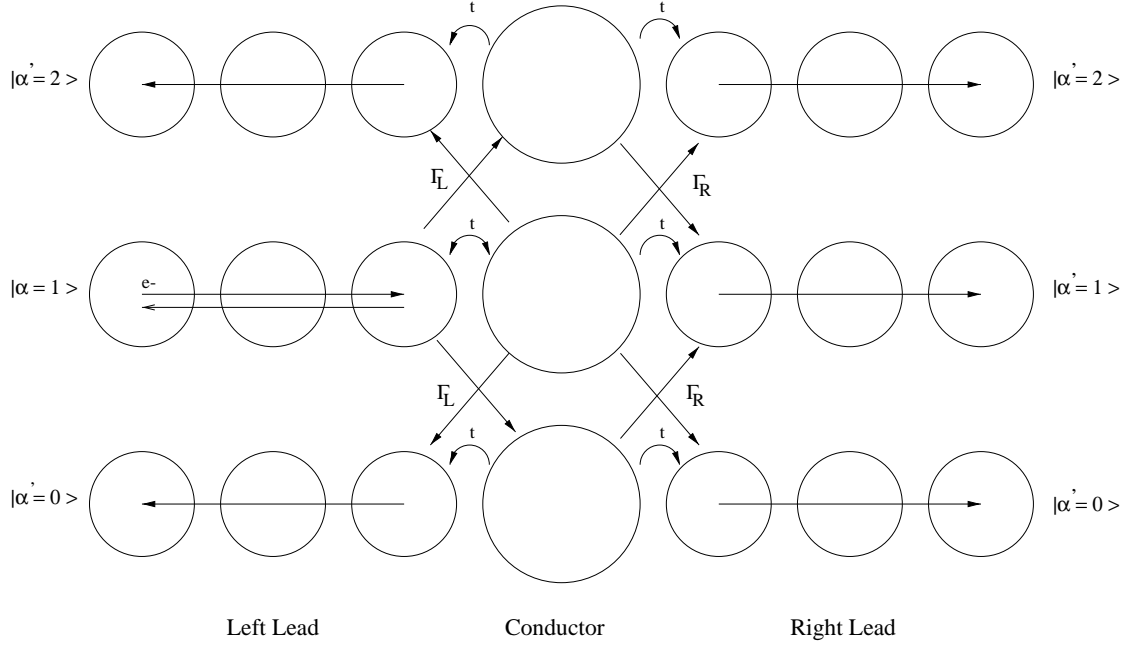 t t
|α'=2> |α'=2>
Γ_L Γ_R
t t
|α=1> e- |α'=1>
Γ_L Γ_R
t t
|α'=0> |α'=0>
Left Lead Conductor Right Lead